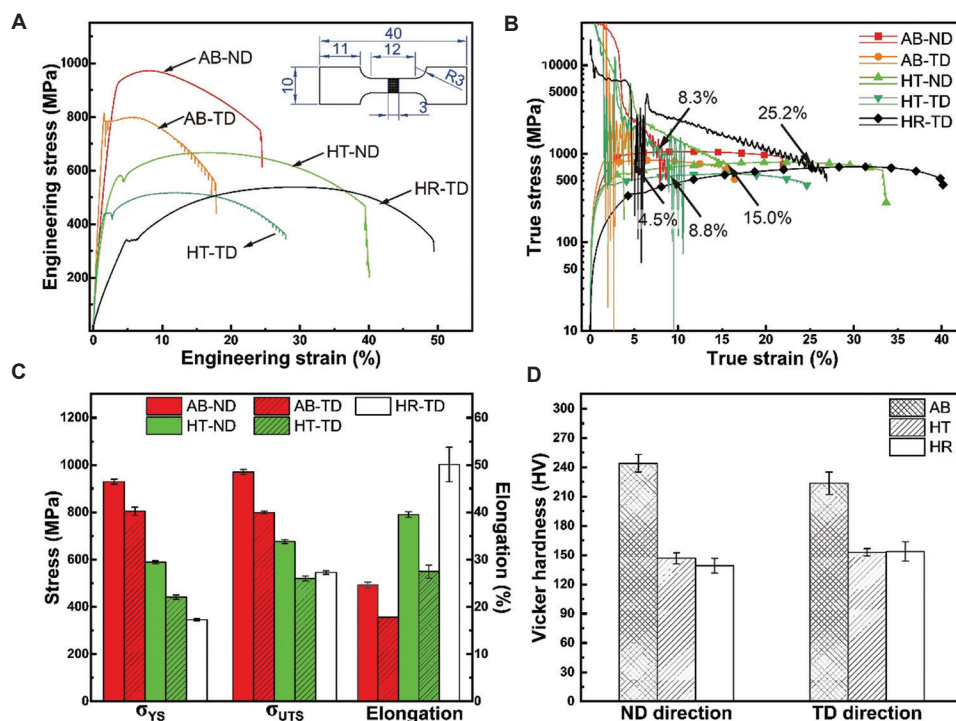 A
Engineering stress (MPa)
1000
800
600
400
200
0 10 20 30 40 50
Engineering strain (%)
AB-ND
AB-TD
HT-ND
HR-TD
HT-TD
40
11
12
10
R3
3
B
True stress (MPa)
10000
5000
1000
500
100
50
10
0 5 10 15 20 25 30 35 40
True strain (%)
AB-ND
AB-TD
HT-ND
HT-TD
HR-TD
8.3%
25.2%
4.5%
8.8%
15.0%
C
AB-ND
AB-TD
HR-TD
HT-ND
HT-TD
Stress (MPa)
1200
1000
800
600
400
200
0
Elongation (%)
60
50
40
30
20
10
0
σYS
σUTS
Elongation
D
Vicker hardness (HV)
300
270
240
210
180
150
120
90
60
30
0
AB
HT
HR
ND direction
TD direction